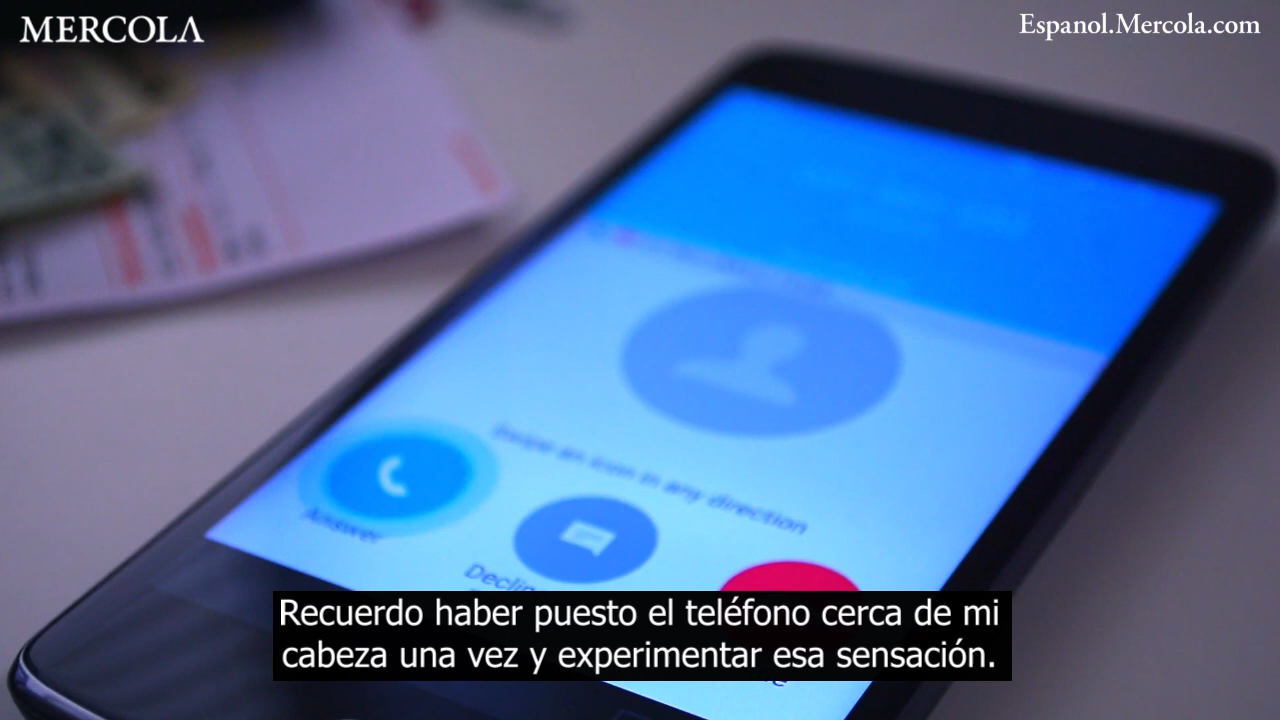 MERCOLA
Espanol.Mercola.com
Swipe an icon in any direction
Answer
Declin
Recuerdo haber puesto el teléfono cerca de mi
cabeza una vez y experimentar esa sensación.